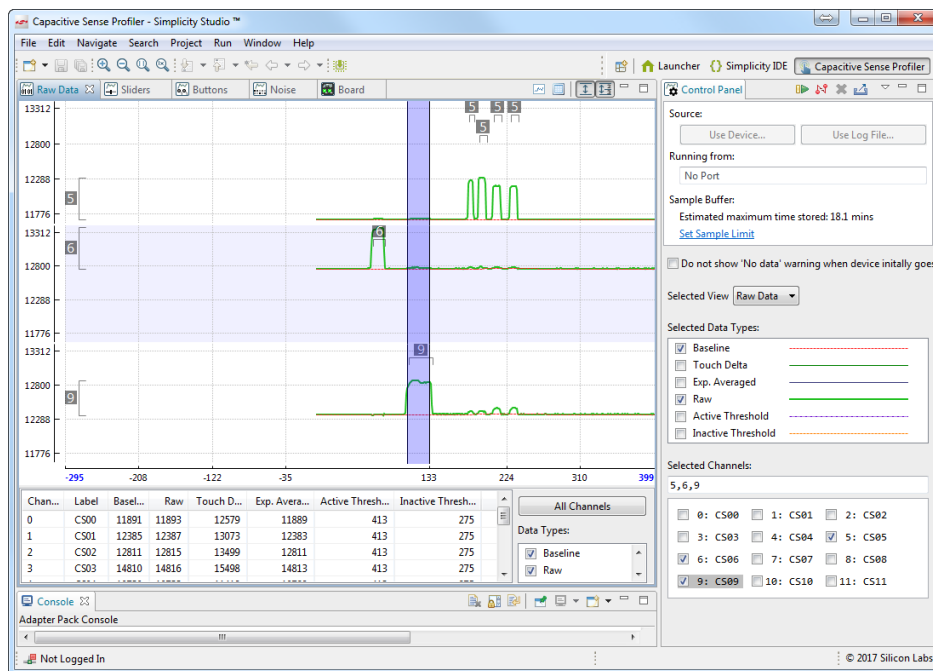 Capacitive Sense Profiler - Simplicity Studio ™
File Edit Navigate Search Project Run Window Help
Launcher {} Simplicity IDE Capacitive Sense Profiler
Raw Data Sliders Buttons Noise Board
Control Panel
13312
12800
12288
11776
5
5 5 5
5
13312
12800
12288
11776
6
6
13312
12800
12288
11776
9
9
-295 -208 -122 -35 133 224 310 399
Chan... Label Basel... Raw Touch D... Exp. Avera... Active Thresh... Inactive Thresh...
0 CS00 11891 11893 12579 11889 413 275
1 CS01 12385 12387 13073 12383 413 275
2 CS02 12811 12815 13499 12811 413 275
3 CS03 14810 14816 15498 14813 413 275
All Channels
Data Types:
Baseline
Raw
Source:
Use Device... Use Log File...
Running from:
No Port
Sample Buffer:
Estimated maximum time stored: 18.1 mins
Set Sample Limit
Do not show 'No data' warning when device initally goes
Selected View Raw Data
Selected Data Types:
Baseline
Touch Delta
Exp. Averaged
Raw
Active Threshold
Inactive Threshold
Selected Channels:
5,6,9
0: CS00 1: CS01 2: CS02
3: CS03 4: CS04 5: CS05
6: CS06 7: CS07 8: CS08
9: CS09 10: CS10 11: CS11
Console
Adapter Pack Console
Not Logged In
© 2017 Silicon Labs